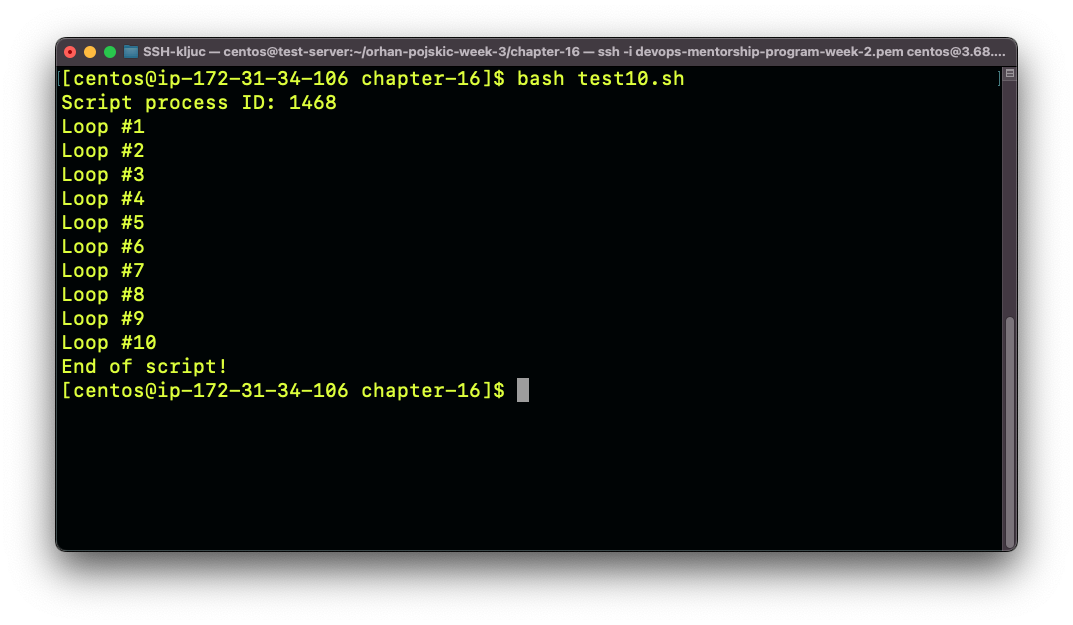 SSH-kljuc — centos@test-server:~/orhan-pojskic-week-3/chapter-16 — ssh -i devops-mentorship-program-week-2.pem centos@3.68....
[centos@ip-172-31-34-106 chapter-16]$ bash test10.sh
Script process ID: 1468
Loop #1
Loop #2
Loop #3
Loop #4
Loop #5
Loop #6
Loop #7
Loop #8
Loop #9
Loop #10
End of script!
[centos@ip-172-31-34-106 chapter-16]$